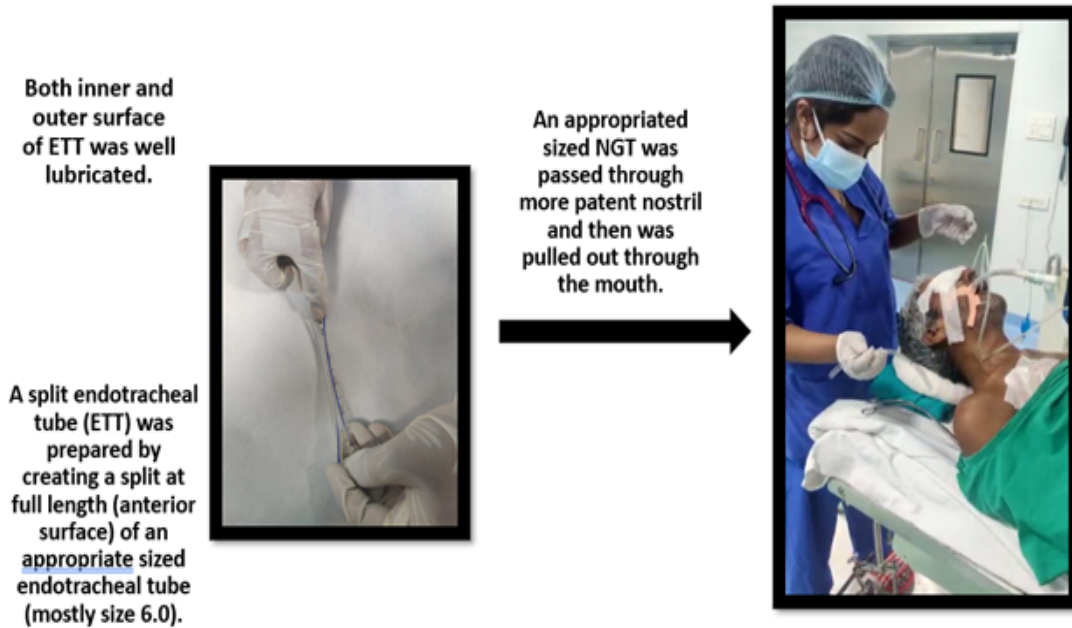 Both inner and
outer surface
of ETT was well
lubricated.
A split endotracheal
tube (ETT) was
prepared by
creating a split at
full length (anterior
surface) of an
appropriate sized
endotracheal tube
(mostly size 6.0).
An appropriated
sized NGT was
passed through
more patent nostril
and then was
pulled out through
the mouth.